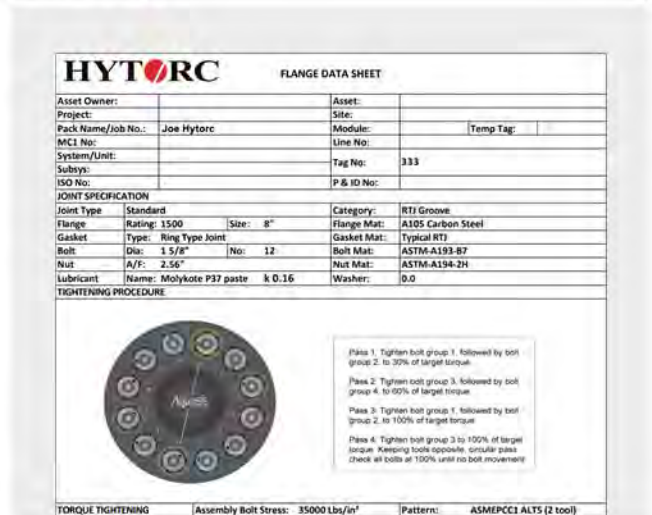 HYTORC FLANGE DATA SHEET
Asset Owner: Asset:
Project: Site:
Pack Name/Job No.: Joe Hytorc Module: Temp Tag:
MC1 No: Line No:
System/Unit:
Tag No: 333
Subsys:
ISO No: P & ID No:
JOINT SPECIFICATION
Joint Type Standard Category: RTJ Groove
Flange Rating: 1500 Size: 8" Flange Mat: A105 Carbon Steel
Gasket Type: Ring Type Joint Gasket Mat: Typical RTJ
Bolt Dia: 1 5/8" No: 12 Bolt Mat: ASTM-A193-B7
Nut A/F: 2.56" Nut Mat: ASTM-A194-2H
Lubricant Name: Molykote P37 paste k 0.16 Washer: 0.0
TIGHTENING PROCEDURE
Pass 1. Tighten bolt group 1, followed by bolt
group 2, to 30% of target torque
Pass 2. Tighten bolt group 3, followed by bolt
group 4, to 60% of target torque
Pass 3. Tighten bolt group 1, followed by bolt
group 2, to 100% of target torque
Pass 4. Tighten bolt group 3 to 100% of target
torque. Keeping tools opposite, circular pass
check all bolts at 100% until no bolt movement
TORQUE TIGHTENING Assembly Bolt Stress: 35000 Lbs/in² Pattern: ASMEPCC1 ALT5 (2 tool)